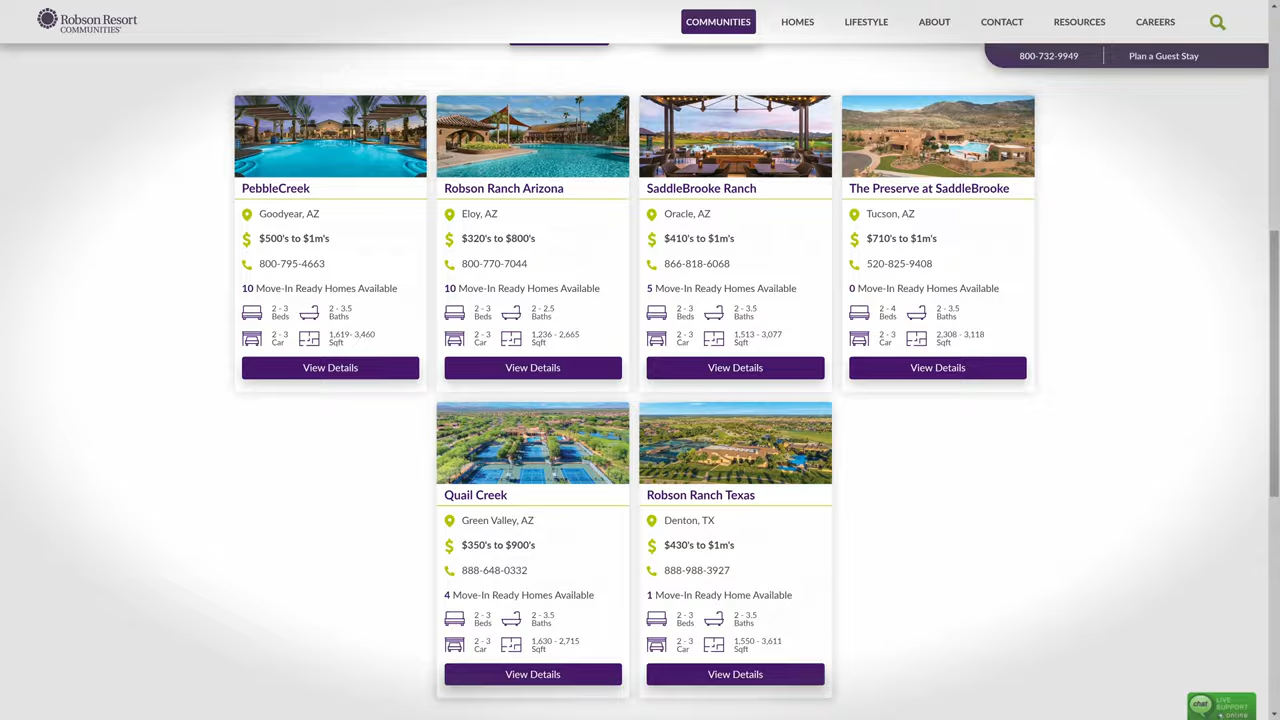 Robson Resort
COMMUNITIES
COMMUNITIES
HOMES
LIFESTYLE
ABOUT
CONTACT
RESOURCES
CAREERS
800-732-9949
Plan a Guest Stay
PebbleCreek
Goodyear, AZ
$500's to $1m's
800-795-4663
10 Move-In Ready Homes Available
2 - 3
Beds
2 - 3.5
Baths
2 - 3
Car
1,619- 3,460
Sqft
View Details
Robson Ranch Arizona
Eloy, AZ
$320's to $800's
800-770-7044
10 Move-In Ready Homes Available
2 - 3
Beds
2 - 2.5
Baths
2 - 3
Car
1,236 - 2,665
Sqft
View Details
SaddleBrooke Ranch
Oracle, AZ
$410's to $1m's
866-818-6068
5 Move-In Ready Homes Available
2 - 3
Beds
2 - 3.5
Baths
2 - 3
Car
1,513 - 3,077
Sqft
View Details
The Preserve at SaddleBrooke
Tucson, AZ
$710's to $1m's
520-825-9408
0 Move-In Ready Homes Available
2 - 4
Beds
2 - 3.5
Baths
2 - 3
Car
2,308 - 3,118
Sqft
View Details
Quail Creek
Green Valley, AZ
$350's to $900's
888-648-0332
4 Move-In Ready Homes Available
2 - 3
Beds
2 - 3.5
Baths
2 - 3
Car
1,630 - 2,715
Sqft
View Details
Robson Ranch Texas
Denton, TX
$430's to $1m's
888-988-3927
1 Move-In Ready Home Available
2 - 3
Beds
2 - 3.5
Baths
2 - 3
Car
1,550 - 3,611
Sqft
View Details
chat
LIVE
SUPPORT
online